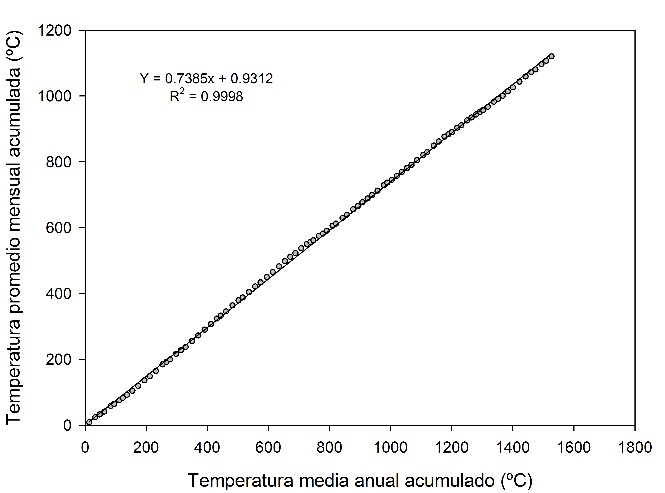 1200
1000
800
600
400
200
0
Temperatura promedio mensual acumulada (ºC)
Y = 0.7385x + 0.9312
R² = 0.9998
0 200 400 600 800 1000 1200 1400 1600 1800
Temperatura media anual acumulado (ºC)